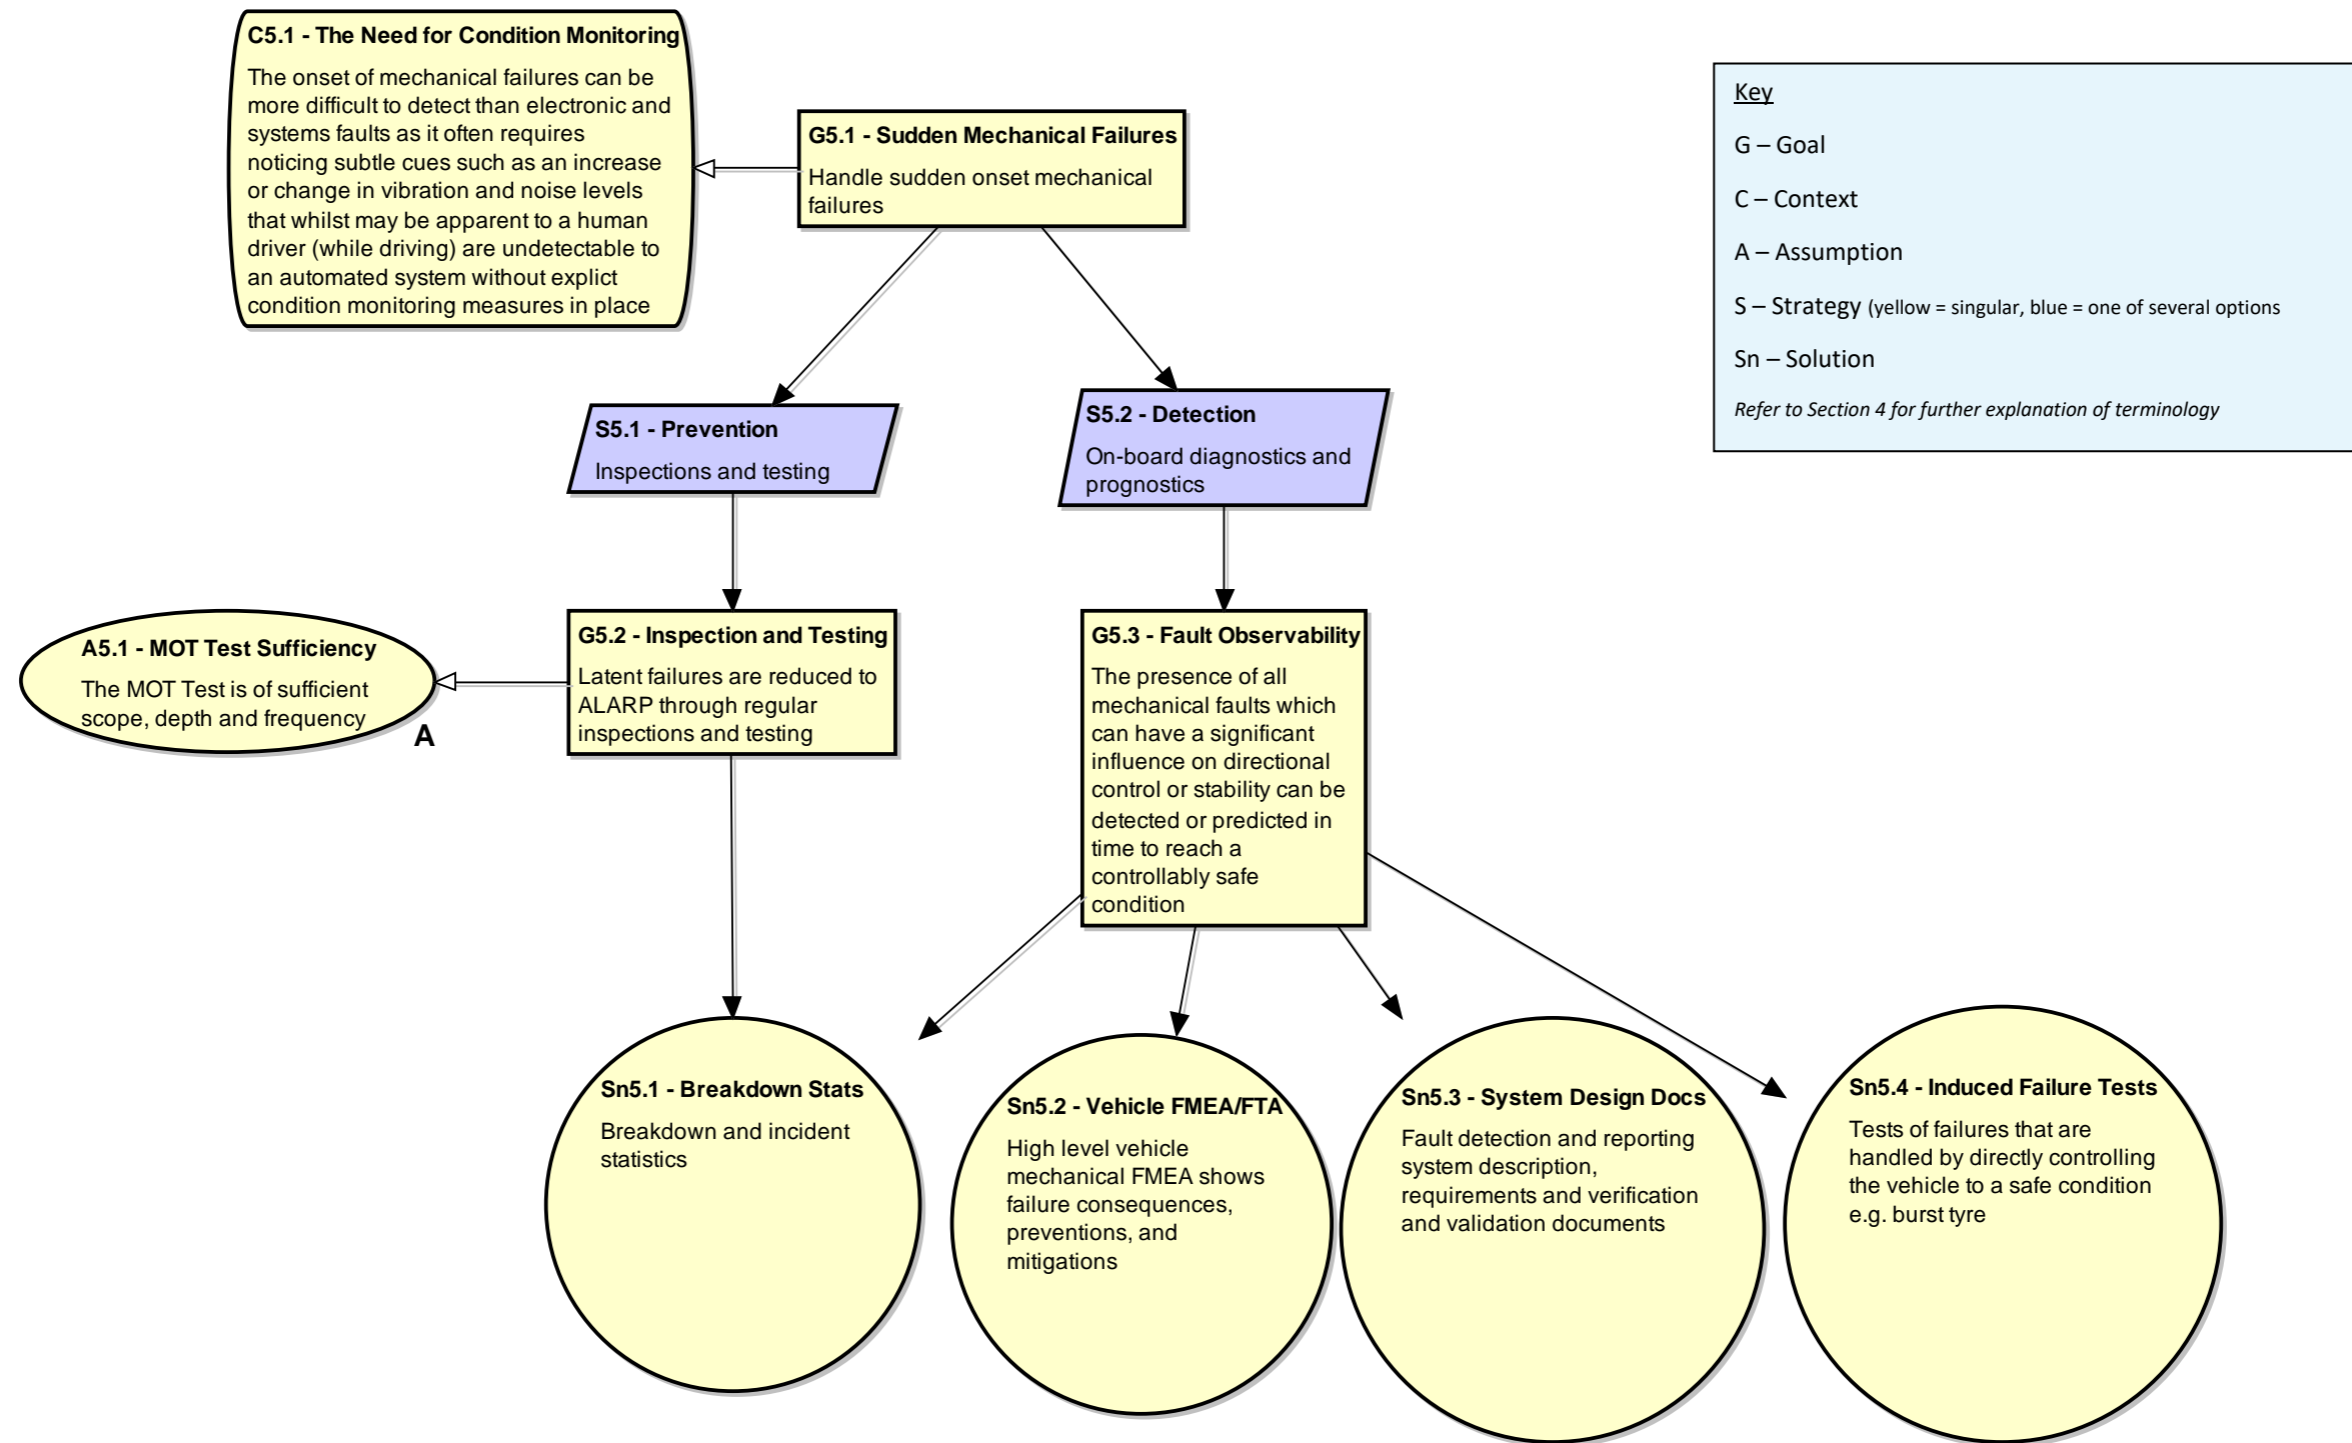 C5.1 - The Need for Condition Monitoring
The onset of mechanical failures can be
more difficult to detect than electronic and
systems faults as it often requires
noticing subtle cues such as an increase
or change in vibration and noise levels
that whilst may be apparent to a human
driver (while driving) are undetectable to
an automated system without explict
condition monitoring measures in place
G5.1 - Sudden Mechanical Failures
Handle sudden onset mechanical
failures
Key
G – Goal
C – Context
A – Assumption
S – Strategy (yellow = singular, blue = one of several options
Sn – Solution
Refer to Section 4 for further explanation of terminology
S5.1 - Prevention
Inspections and testing
S5.2 - Detection
On-board diagnostics and
prognostics
A5.1 - MOT Test Sufficiency
The MOT Test is of sufficient
scope, depth and frequency
A
G5.2 - Inspection and Testing
Latent failures are reduced to
ALARP through regular
inspections and testing
G5.3 - Fault Observability
The presence of all
mechanical faults which
can have a significant
influence on directional
control or stability can be
detected or predicted in
time to reach a
controllably safe
condition
Sn5.1 - Breakdown Stats
Breakdown and incident
statistics
Sn5.2 - Vehicle FMEA/FTA
High level vehicle
mechanical FMEA shows
failure consequences,
preventions, and
mitigations
Sn5.3 - System Design Docs
Fault detection and reporting
system description,
requirements and verification
and validation documents
Sn5.4 - Induced Failure Tests
Tests of failures that are
handled by directly controlling
the vehicle to a safe condition
e.g. burst tyre